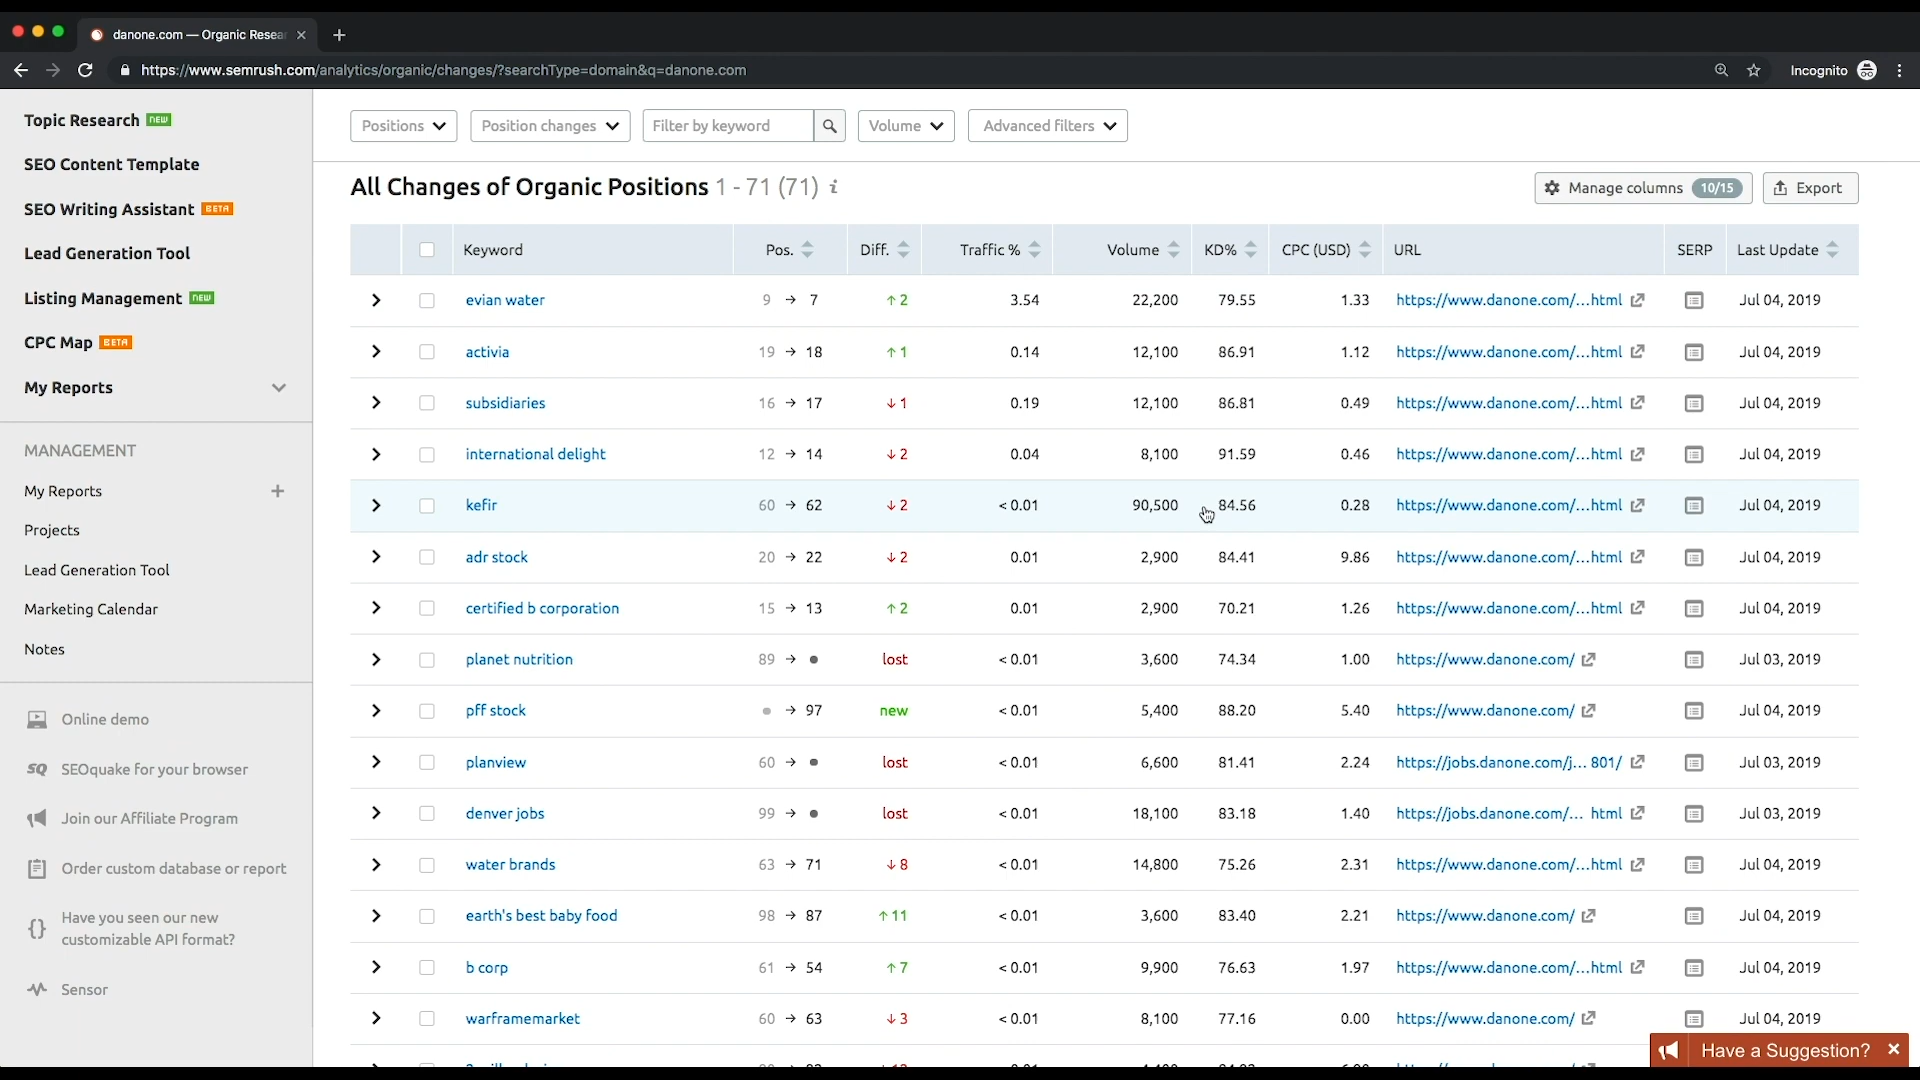 danone.com — Organic Resea
https://www.semrush.com/analytics/organic/changes/?searchType=domain&q=danone.com
Incognito
Topic Research NEW
SEO Content Template
SEO Writing Assistant BETA
Lead Generation Tool
Listing Management NEW
CPC Map BETA
My Reports
MANAGEMENT
My Reports +
Projects
Lead Generation Tool
Marketing Calendar
Notes
Online demo
SQ SEOquake for your browser
Join our Affiliate Program
Order custom database or report
{} Have you seen our new
customizable API format?
Sensor
Positions Position changes Filter by keyword Volume Advanced filters
All Changes of Organic Positions 1 - 71 (71) i
Manage columns 10/15 Export
Keyword Pos. Diff. Traffic % Volume KD% CPC (USD) URL SERP Last Update
evian water 9 → 7 ↑2 3.54 22,200 79.55 1.33 https://www.danone.com/...html Jul 04, 2019
activia 19 → 18 ↑1 0.14 12,100 86.91 1.12 https://www.danone.com/...html Jul 04, 2019
subsidiaries 16 → 17 ↓1 0.19 12,100 86.81 0.49 https://www.danone.com/...html Jul 04, 2019
international delight 12 → 14 ↓2 0.04 8,100 91.59 0.46 https://www.danone.com/...html Jul 04, 2019
kefir 60 → 62 ↓2 <0.01 90,500 84.56 0.28 https://www.danone.com/...html Jul 04, 2019
adr stock 20 → 22 ↓2 0.01 2,900 84.41 9.86 https://www.danone.com/...html Jul 04, 2019
certified b corporation 15 → 13 ↑2 0.01 2,900 70.21 1.26 https://www.danone.com/...html Jul 04, 2019
planet nutrition 89 → ● lost <0.01 3,600 74.34 1.00 https://www.danone.com/ Jul 03, 2019
pff stock ● → 97 new <0.01 5,400 88.20 5.40 https://www.danone.com/ Jul 04, 2019
planview 60 → ● lost <0.01 6,600 81.41 2.24 https://jobs.danone.com/j... 801/ Jul 03, 2019
denver jobs 99 → ● lost <0.01 18,100 83.18 1.40 https://jobs.danone.com/... html Jul 03, 2019
water brands 63 → 71 ↓8 <0.01 14,800 75.26 2.31 https://www.danone.com/...html Jul 04, 2019
earth's best baby food 98 → 87 ↑11 <0.01 3,600 83.40 2.21 https://www.danone.com/ Jul 04, 2019
b corp 61 → 54 ↑7 <0.01 9,900 76.63 1.97 https://www.danone.com/...html Jul 04, 2019
warframemarket 60 → 63 ↓3 <0.01 8,100 77.16 0.00 https://www.danone.com/ Jul 04, 2019
Have a Suggestion? ×